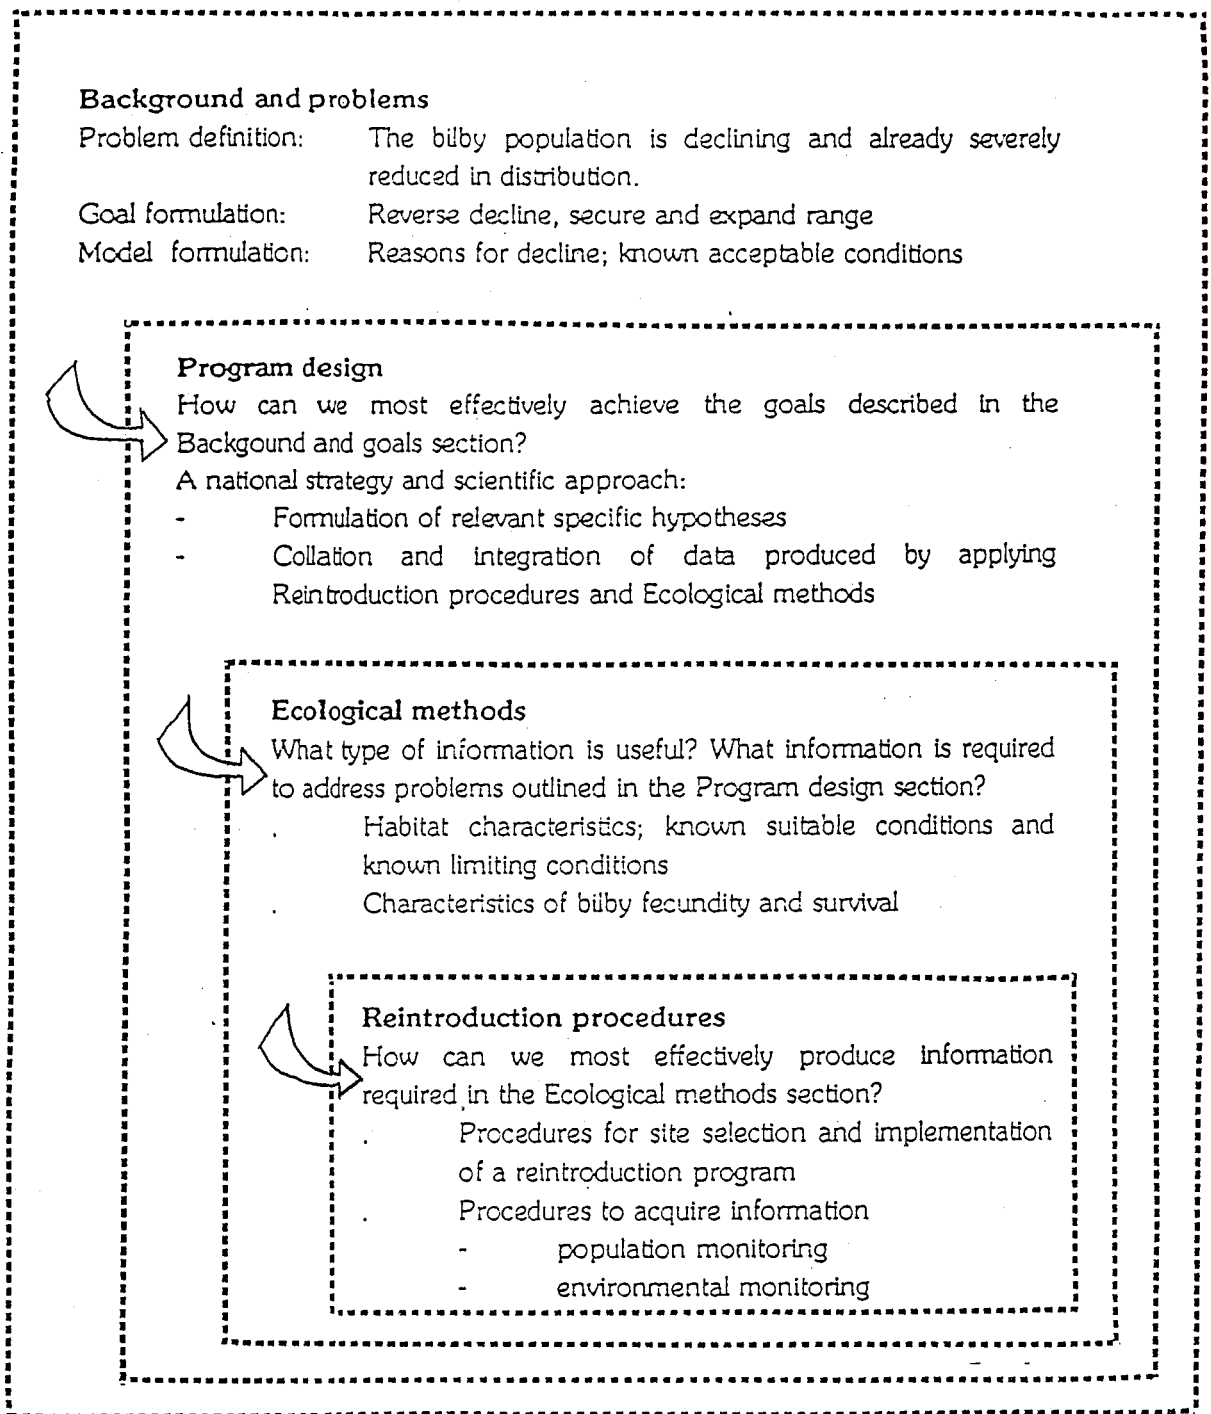 Background and problems
Problem definition: The bilby population is declining and already severely
reduced in distribution.
Goal formulation: Reverse decline, secure and expand range
Model formulation: Reasons for decline; known acceptable conditions
Program design
How can we most effectively achieve the goals described in the
Backgound and goals section?
A national strategy and scientific approach:
- Formulation of relevant specific hypotheses
- Collation and integration of data produced by applying
Reintroduction procedures and Ecological methods
Ecological methods
What type of information is useful? What information is required
to address problems outlined in the Program design section?
. Habitat characteristics; known suitable conditions and
known limiting conditions
. Characteristics of bilby fecundity and survival
Reintroduction procedures
How can we most effectively produce information
required in the Ecological methods section?
. Procedures for site selection and implementation
of a reintroduction program
. Procedures to acquire information
- population monitoring
- environmental monitoring